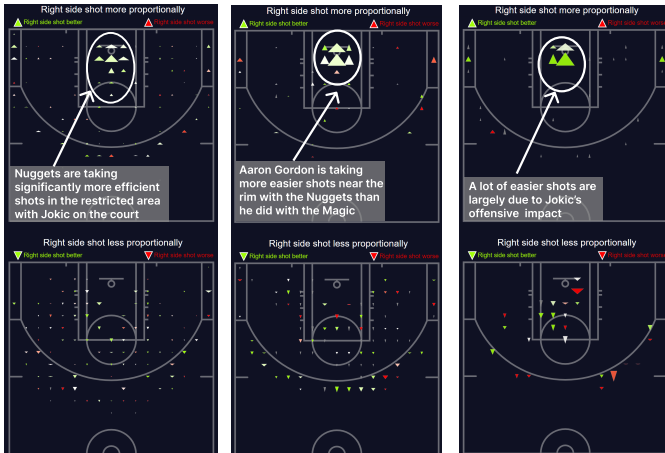 Right side shot more proportionally
Right side shot better
Right side shot worse
Nuggets are taking
significantly more efficient
shots in the restricted area
with Jokic on the court
Right side shot more proportionally
Right side shot better
Right side shot worse
Aaron Gordon is taking
more easier shots near the
rim with the Nuggets than
he did with the Magic
Right side shot more proportionally
Right side shot better
Right side shot worse
A lot of easier shots are
largely due to Jokic's
offensive impact
Right side shot less proportionally
Right side shot better
Right side shot worse
Right side shot less proportionally
Right side shot better
Right side shot worse
Right side shot less proportionally
Right side shot better
Right side shot worse